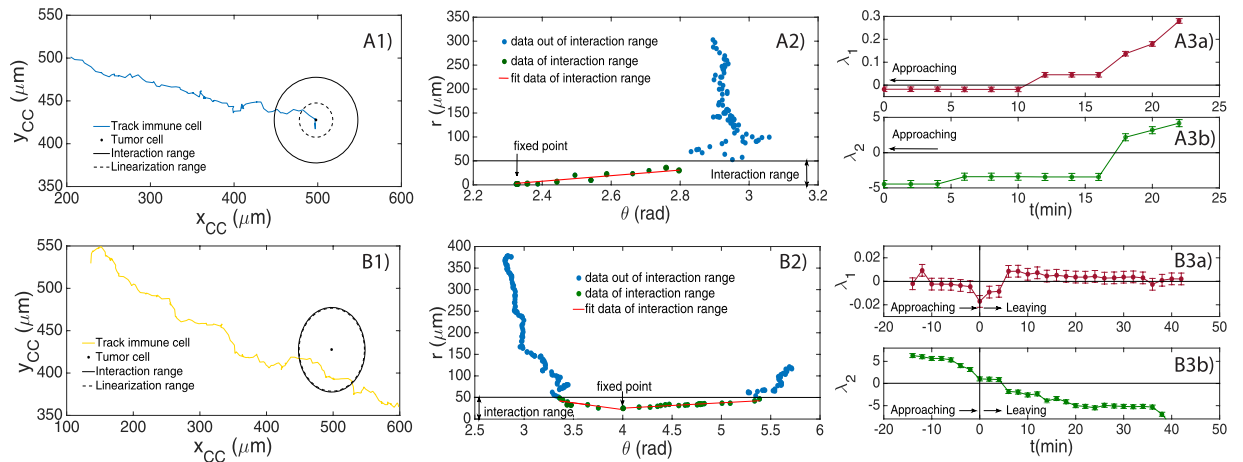 A1)
550
500
450
400
350
200
300
400
500
600
y_CC (μm)
x_CC (μm)
Track immune cell
Tumor cell
Interaction range
Linearization range
A2)
350
300
250
200
150
100
50
0
2.2
2.4
2.6
2.8
3
3.2
r (μm)
θ (rad)
data out of interaction range
data of interaction range
fit data of interaction range
fixed point
Interaction range
A3a)
0.3
0.2
0.1
0
0
5
10
15
20
25
λ_1
Approaching
A3b)
5
0
-5
0
5
10
15
20
25
λ_2
Approaching
t(min)
B1)
550
500
450
400
350
100
200
300
400
500
600
y_CC (μm)
x_CC (μm)
Track immune cell
Tumor cell
Interaction range
Linearization range
B2)
400
350
300
250
200
150
100
50
0
2.5
3
3.5
4
4.5
5
5.5
6
r (μm)
θ (rad)
data out of interaction range
data of interaction range
fit data of interaction range
fixed point
interaction range
B3a)
0.02
0
-0.02
-20
-10
0
10
20
30
40
50
λ_1
Approaching
Leaving
B3b)
5
0
-5
-20
-10
0
10
20
30
40
50
λ_2
Approaching
Leaving
t(min)